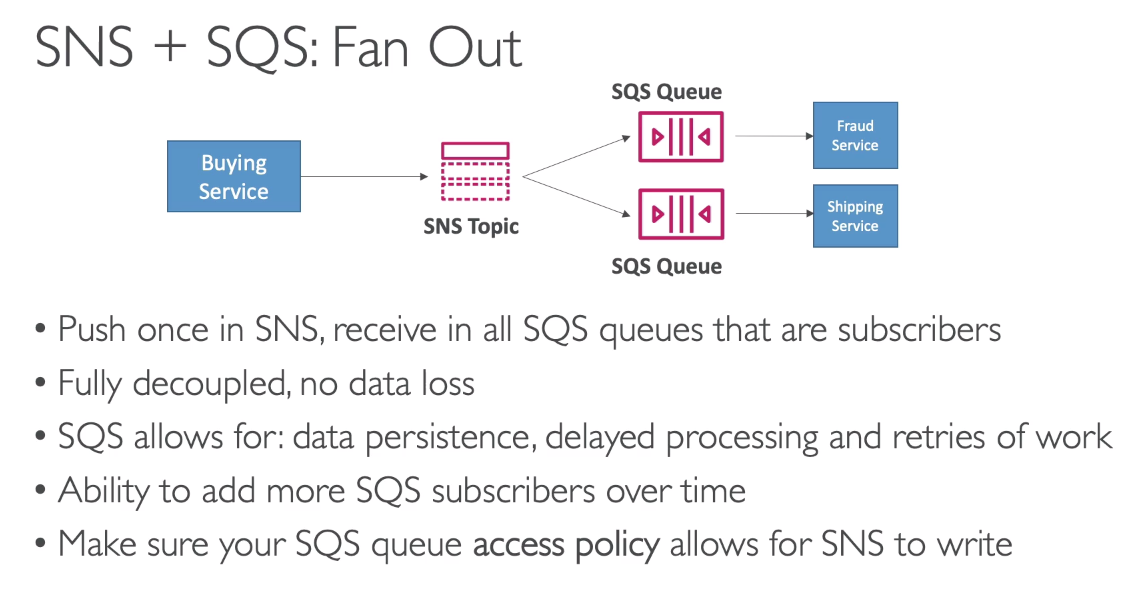 SNS + SQS: Fan Out
SQS Queue
Buying
Service
SNS Topic
Fraud
Service
Shipping
Service
SQS Queue
• Push once in SNS, receive in all SQS queues that are subscribers
• Fully decoupled, no data loss
• SQS allows for: data persistence, delayed processing and retries of work
• Ability to add more SQS subscribers over time
• Make sure your SQS queue access policy allows for SNS to write